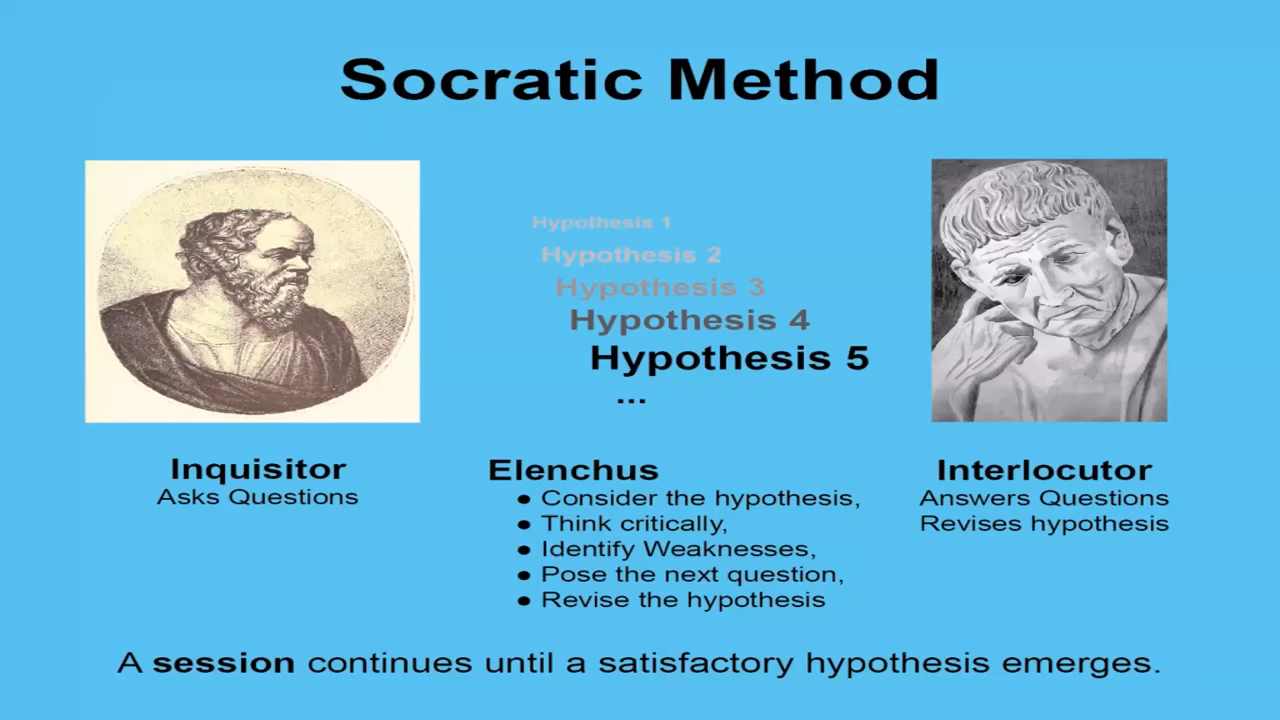 Socratic Method
Hypothesis 1
Hypothesis 2
Hypothesis 3
Hypothesis 4
Hypothesis 5
...
Inquisitor
Asks Questions
Elenchus
● Consider the hypothesis,
● Think critically,
● Identify Weaknesses,
● Pose the next question,
● Revise the hypothesis
Interlocutor
Answers Questions
Revises hypothesis
A session continues until a satisfactory hypothesis emerges.